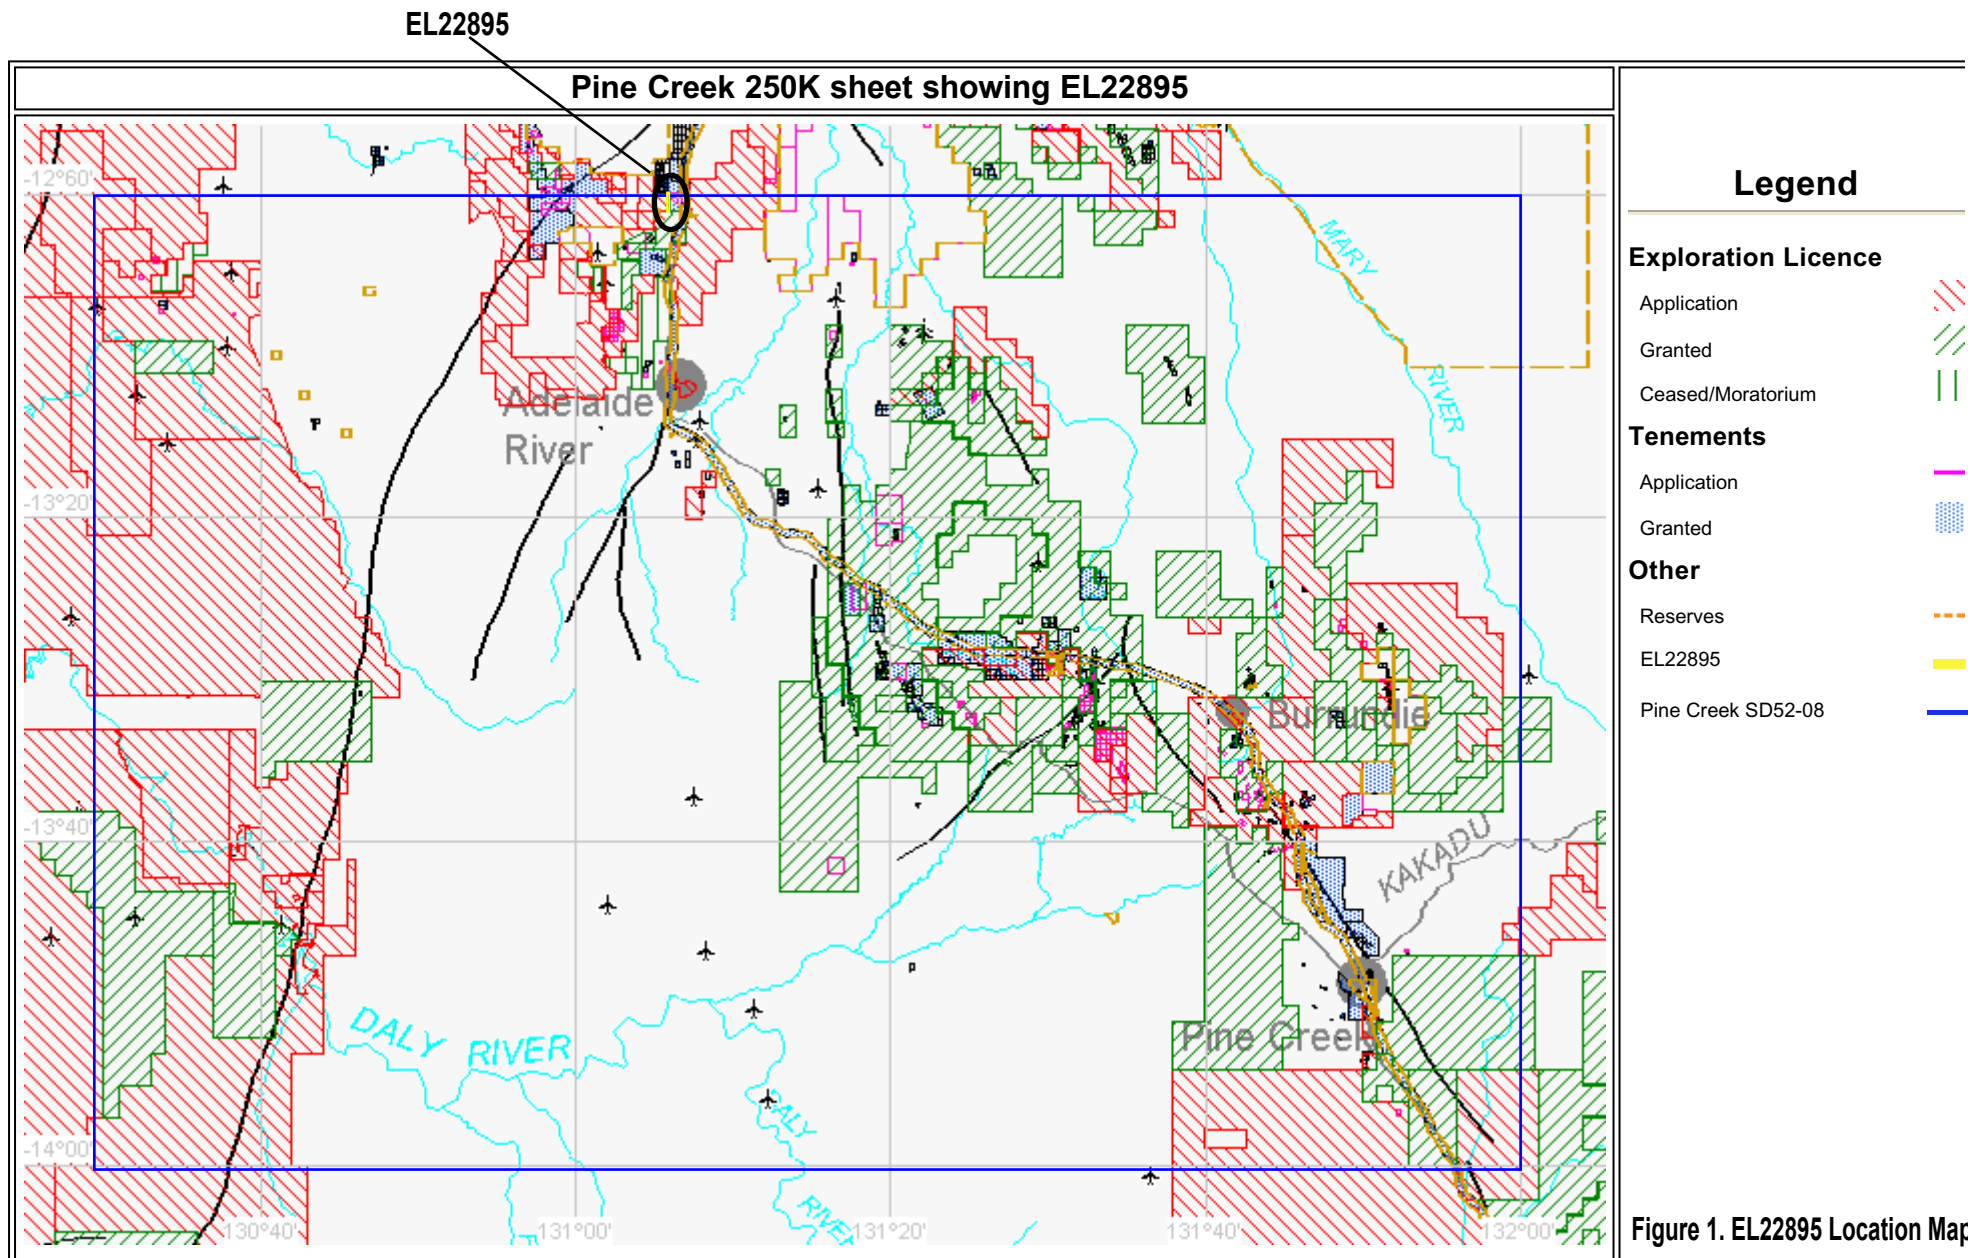 EL22895
Pine Creek 250K sheet showing EL22895
-12°60'
MARY
RIVER
Adelaide
River
-13°20'
Burrundie
-13°40'
KAKADU
DALY RIVER
Pine Creek
DALY
-14°00'
RIVER
130°40'
131°00'
131°20'
131°40'
132°00'
Legend
Exploration Licence
Application
Granted
Ceased/Moratorium
Tenements
Application
Granted
Other
Reserves
EL22895
Pine Creek SD52-08
Figure 1. EL22895 Location Map